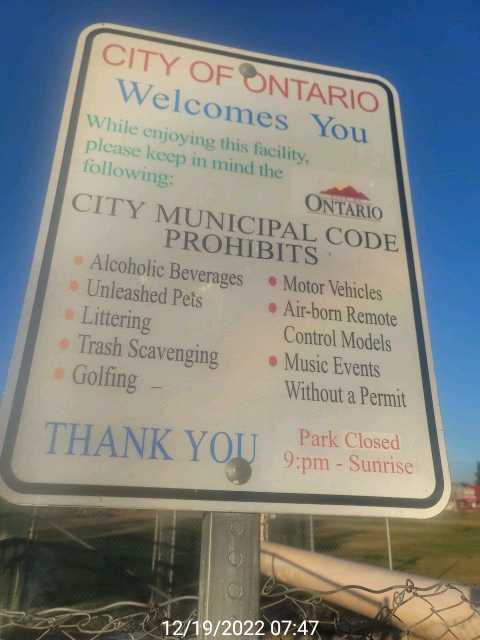 CITY OF ONTARIO
Welcomes You
While enjoying this facility,
please keep in mind the
following:
ONTARIO
CITY MUNICIPAL CODE
PROHIBITS
Alcoholic Beverages
Unleashed Pets
Littering
Trash Scavenging
Golfing
Motor Vehicles
Air-born Remote
Control Models
Music Events
Without a Permit
THANK YOU
Park Closed
9:pm - Sunrise
12/19/2022 07:47